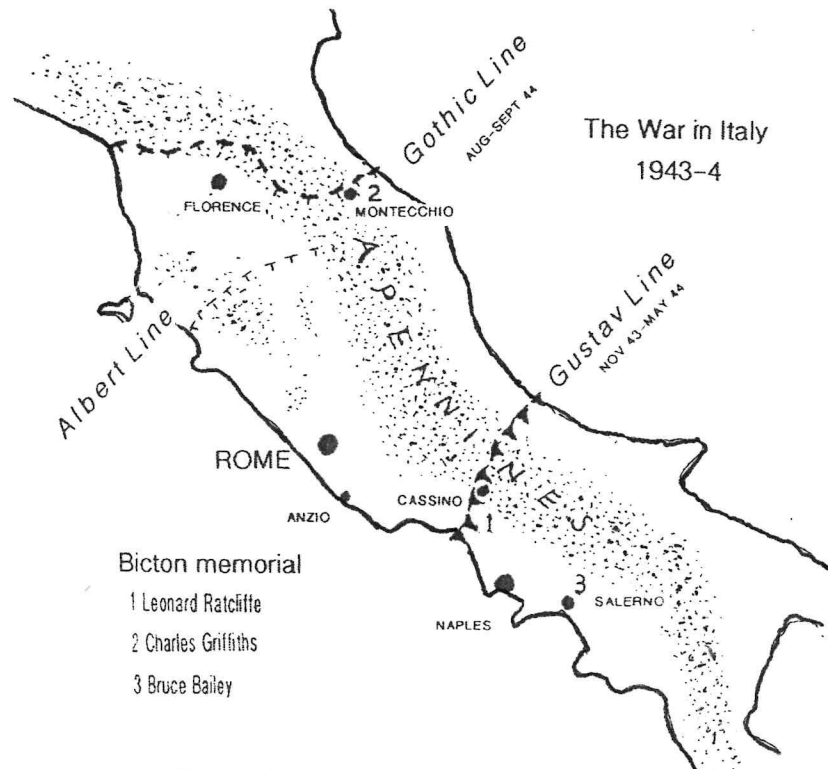 Gothic Line
AUG-SEPT 44
The War in Italy
1943-4
FLORENCE
2
MONTECCHIO
APENNINES
Albert Line
Gustav Line
NOV 43-MAY 44
ROME
CASSINO
ANZIO
1
Bicton memorial
1 Leonard Ratcliffe
2 Charles Griffiths
3 Bruce Bailey
NAPLES
3
SALERNO
1